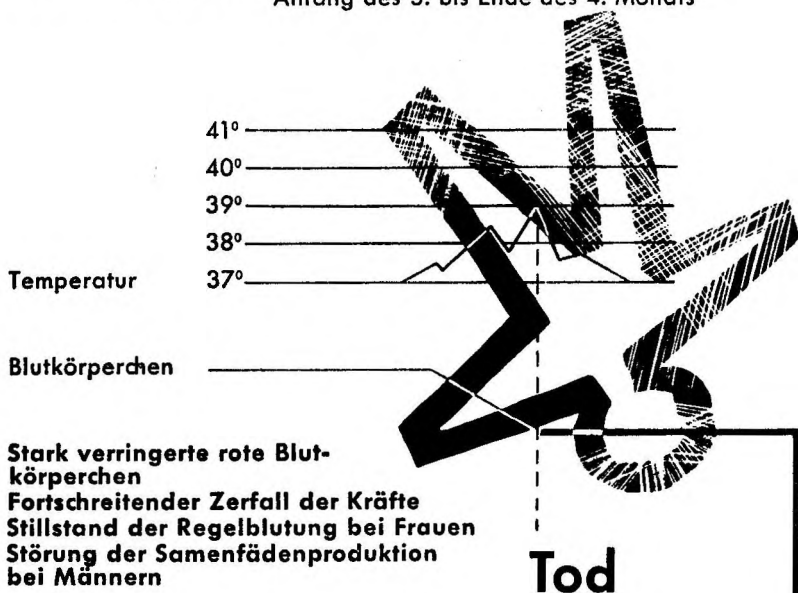 Anfang des 3. bis Ende des 4. Monats
41°
40°
39°
38°
Temperatur 37°
Blutkörperchen
Stark verringerte rote Blut-
körperchen
Fortschreitender Zerfall der Kräfte
Stillstand der Regelblutung bei Frauen
Störung der Samenfädenproduktion
bei Männern
Tod